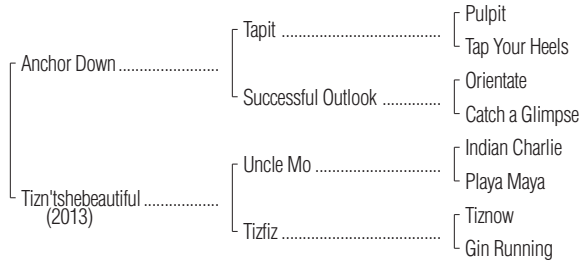 Pulpit
Tapit
Tap Your Heels
Anchor Down
Orientate
Successful Outlook
Catch a Glimpse
Indian Charlie
Uncle Mo
Playa Maya
Tizn'tshebeautiful
(2013)
Tiznow
Tizfiz
Gin Running